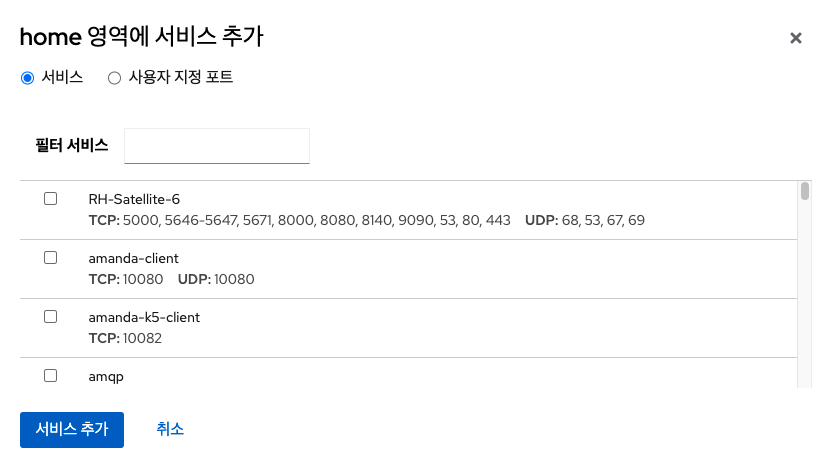 home 영역에 서비스 추가
서비스 사용자 지정 포트
필터 서비스
RH-Satellite-6
TCP: 5000, 5646-5647, 5671, 8000, 8080, 8140, 9090, 53, 80, 443 UDP: 68, 53, 67, 69
amanda-client
TCP: 10080 UDP: 10080
amanda-k5-client
TCP: 10082
amqp
서비스 추가 취소